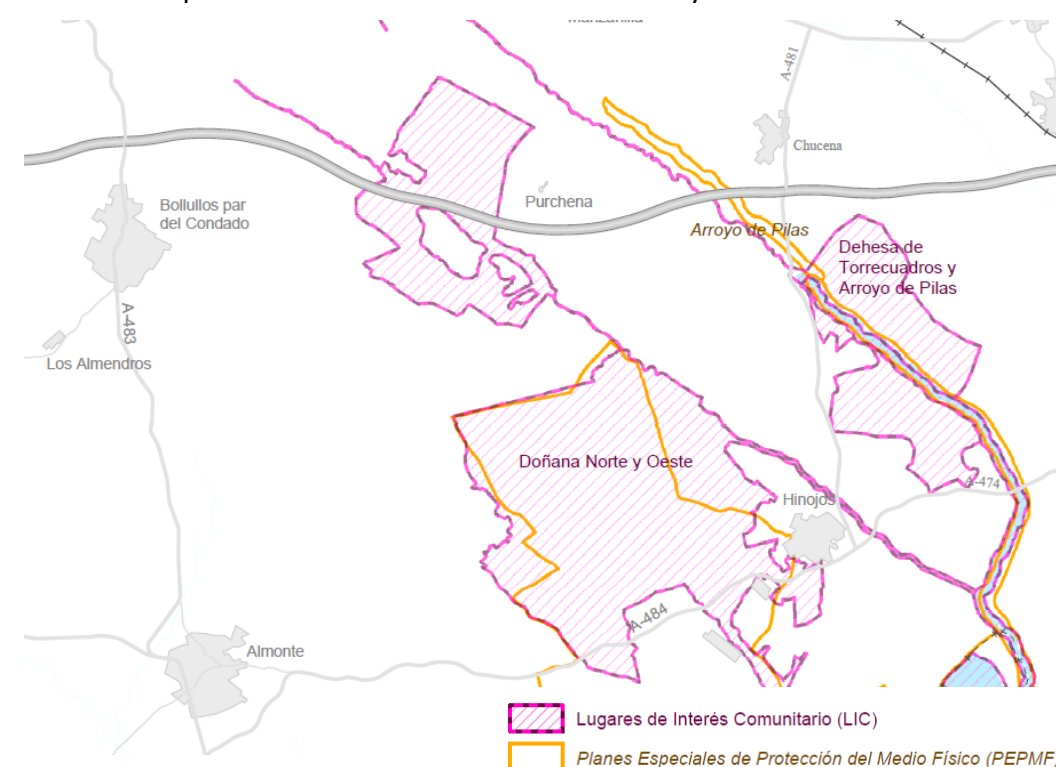 A-481
Chucena
Bollullos par
del Condado
Purchena
Arroyo de Pilas
Dehesa de
Torrecuadros y
Arroyo de Pilas
A-483
Los Almendros
Doñana Norte y Oeste
A-474
Hinojos
A-484
Almonte
Lugares de Interés Comunitario (LIC)
Planes Especiales de Protección del Medio Físico (PEPMF)